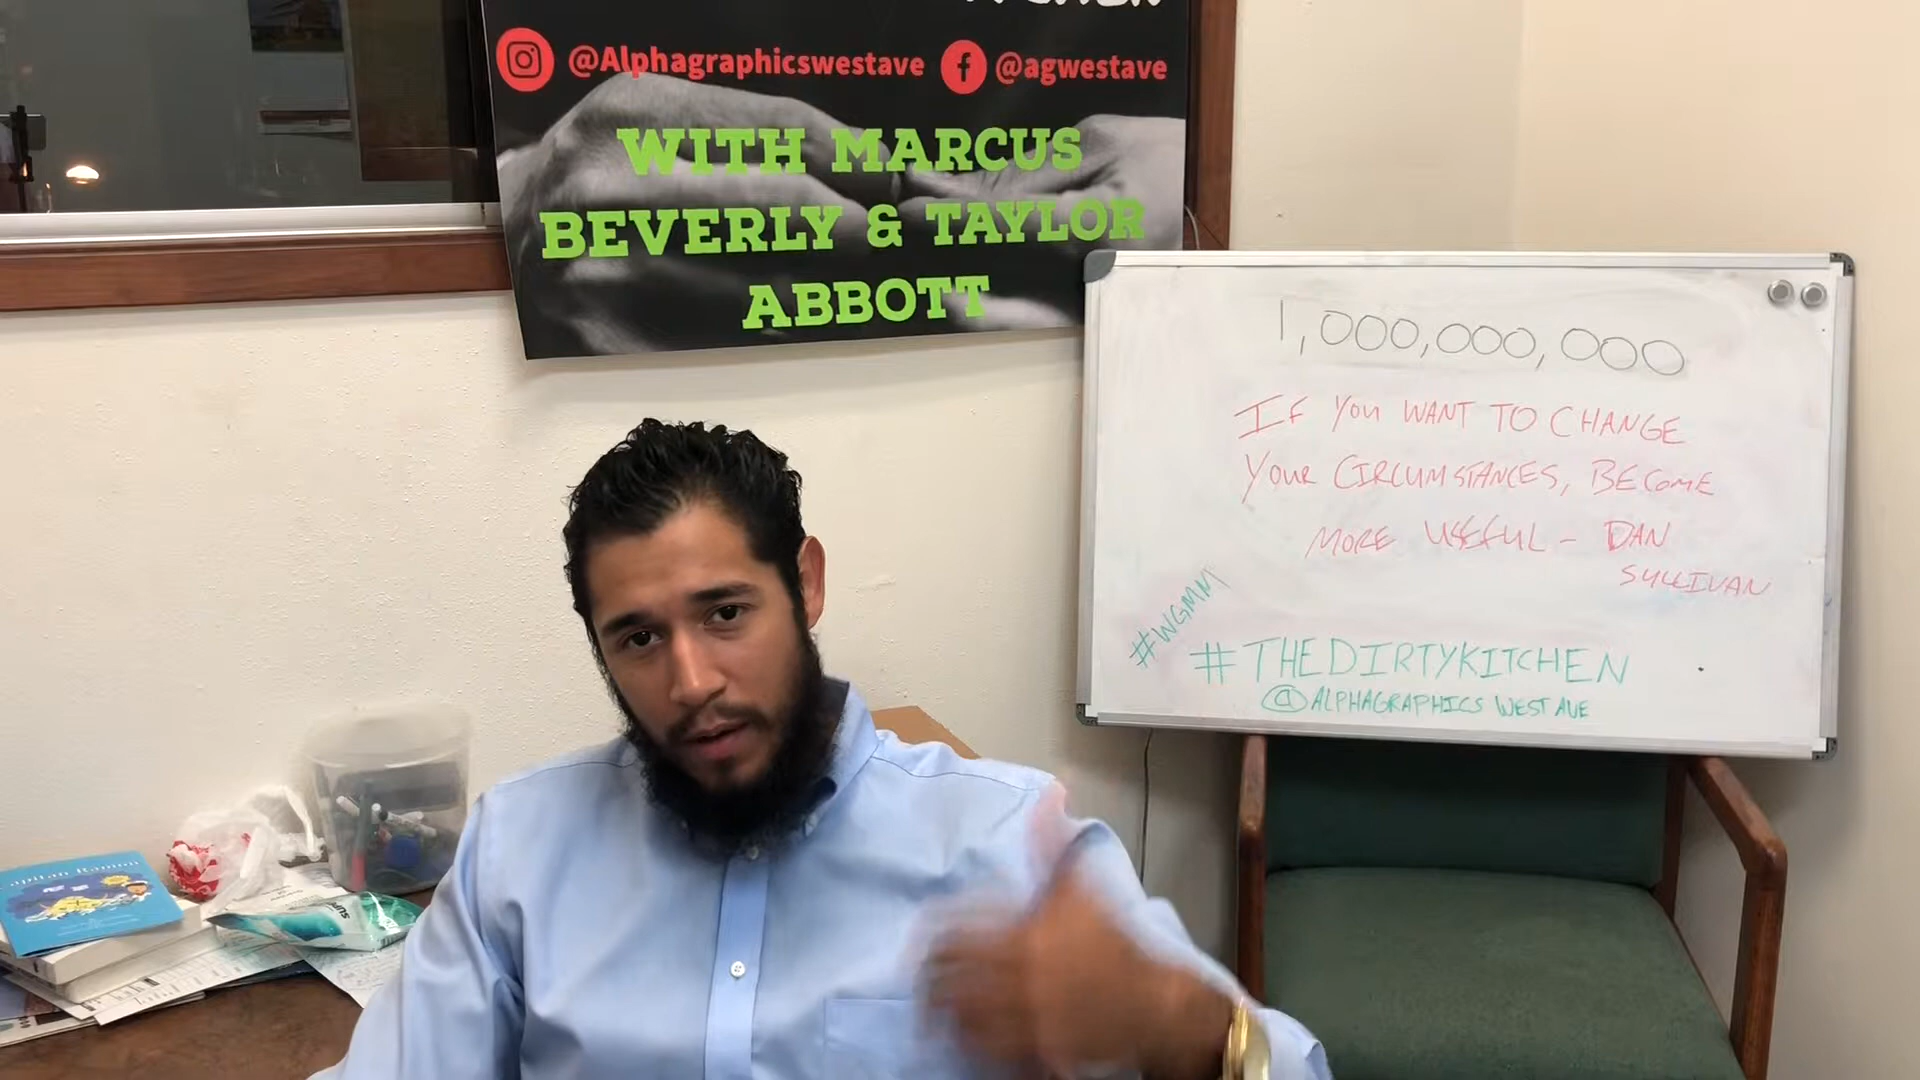 @Alphagraphicswestave @agwestave
WITH MARCUS
BEVERLY & TAYLOR
ABBOTT
1,000,000,000
IF YOU WANT TO CHANGE
YOUR CIRCUMSTANCES, BECOME
MORE USEFUL - DAN
SULLIVAN
#WGMM
#THEDIRTYKITCHEN
@ALPHAGRAPHICS WEST AVE